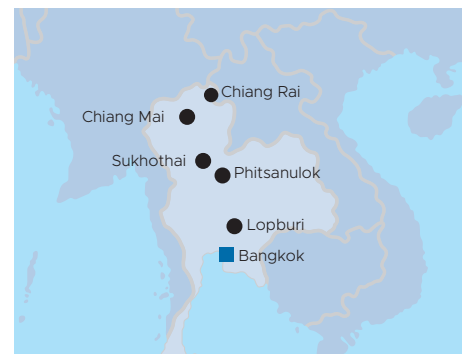 Chiang Rai
Chiang Mai
Sukhothai
Phitsanulok
Lopburi
Bangkok